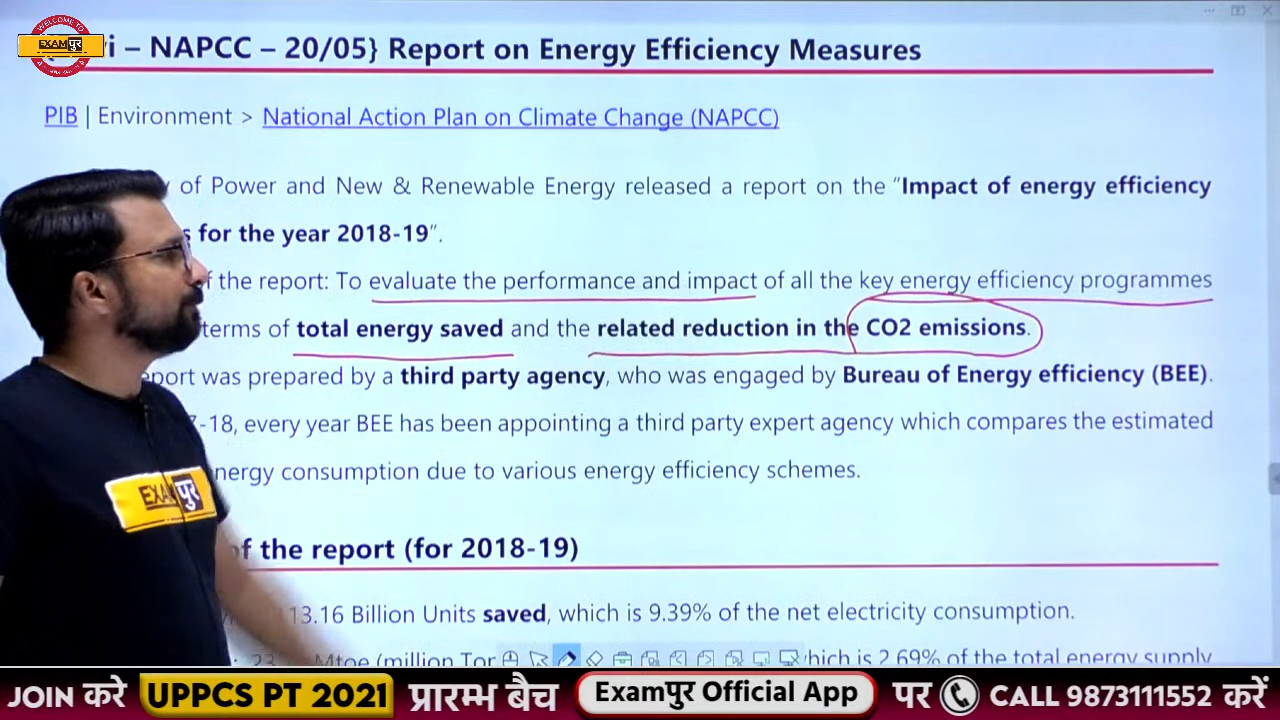 WELCOME TO
EXAMपुर
i – NAPCC – 20/05} Report on Energy Efficiency Measures
PIB | Environment > National Action Plan on Climate Change (NAPCC)
of Power and New & Renewable Energy released a report on the “Impact of energy efficiency
s for the year 2018-19”.
f the report: To evaluate the performance and impact of all the key energy efficiency programmes
terms of total energy saved and the related reduction in the CO2 emissions.
port was prepared by a third party agency, who was engaged by Bureau of Energy efficiency (BEE).
-18, every year BEE has been appointing a third party expert agency which compares the estimated
nergy consumption due to various energy efficiency schemes.
EXAMपुर
of the report (for 2018-19)
13.16 Billion Units saved, which is 9.39% of the net electricity consumption.
Mtoe (million Ton which is 2.69% of the total energy supply
JOIN करे UPPCS PT 2021 प्रारम्भ बैच Examपुर Official App पर CALL 9873111552 करें